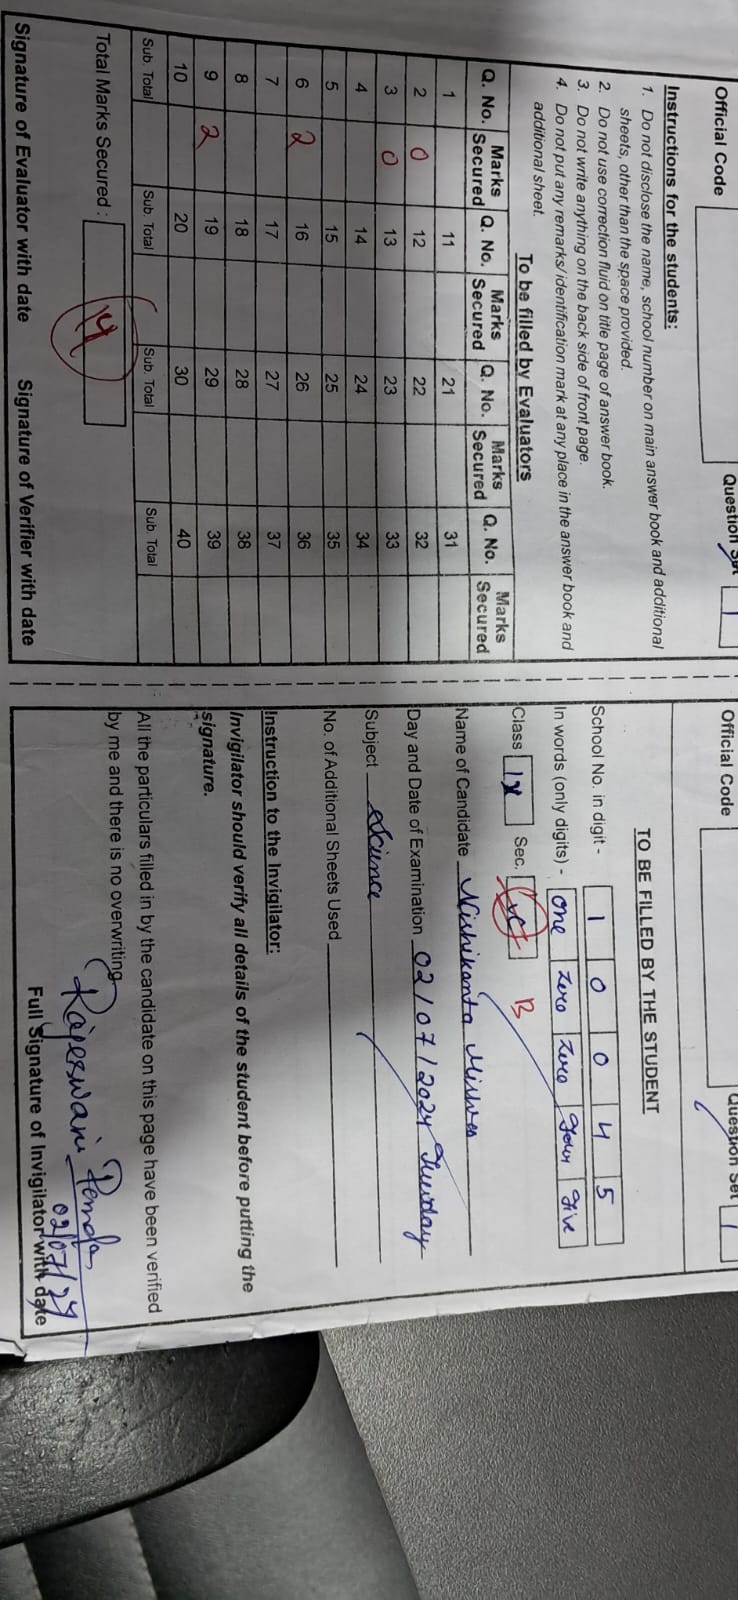 Official Code
Question Set 1
Instructions for the students:
1. Do not disclose the name, school number on main answer book and additional
sheets, other than the space provided.
2. Do not use correction fluid on title page of answer book.
3. Do not write anything on the back side of front page.
4. Do not put any remarks/identification mark at any place in the answer book and
additional sheet.
To be filled by Evaluators
Q. No. Marks Secured Q. No. Marks Secured Q. No. Marks Secured Q. No. Marks Secured
1 11 21 31
2 0 12 22 32
3 0 13 23 33
4 14 24 34
5 15 25 35
6 2 16 26 36
7 17 27 37
8 18 28 38
9 2 19 29 39
10 20 30 40
Sub. Total Sub. Total Sub. Total Sub. Total
Total Marks Secured :
Signature of Evaluator with date Signature of Verifier with date
Official Code
Question Set 1
TO BE FILLED BY THE STUDENT
School No. in digit - 1 0 0 4 5
In words (only digits) - One Zero Zero Four Five
Class IX Sec. B
Name of Candidate Nishikanta Mishra
Day and Date of Examination 02/07/2024 Tuesday
Subject Science
No. of Additional Sheets Used
Instruction to the Invigilator:
Invigilator should verify all details of the student before putting the
signature.
All the particulars filled in by the candidate on this page have been verified
by me and there is no overwriting
Rajeswari Panda
02/07/24
Full Signature of Invigilator with date